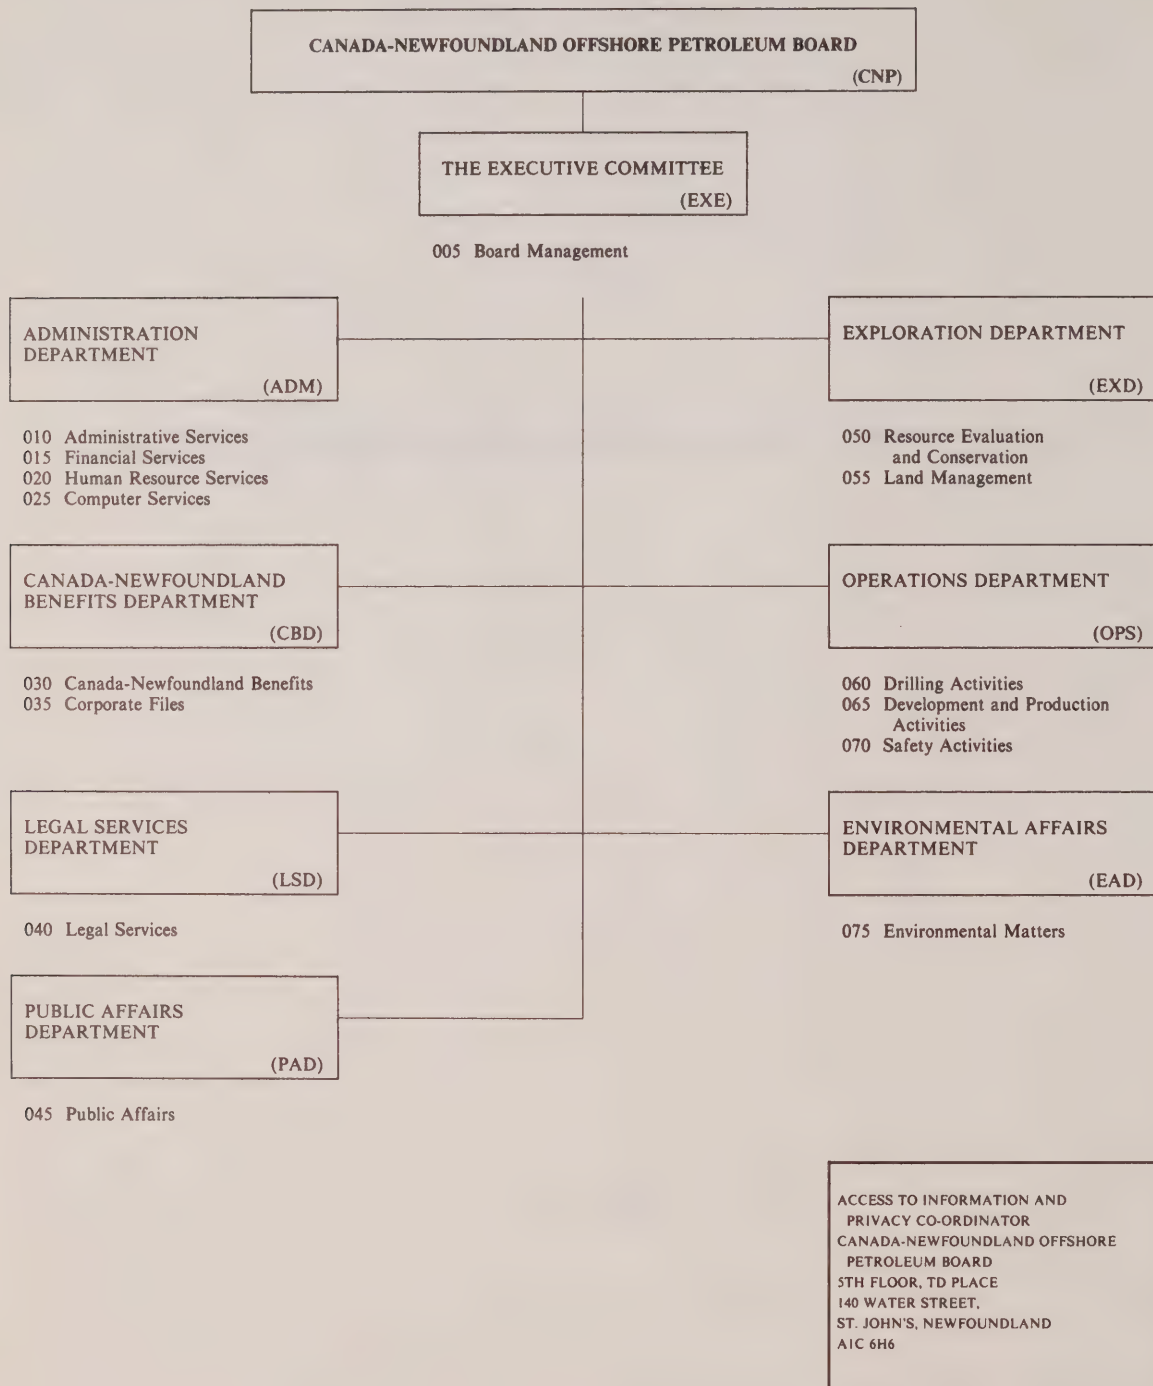 CANADA-NEWFOUNDLAND OFFSHORE PETROLEUM BOARD
(CNP)
THE EXECUTIVE COMMITTEE
(EXE)
005 Board Management
ADMINISTRATION
DEPARTMENT
(ADM)
010 Administrative Services
015 Financial Services
020 Human Resource Services
025 Computer Services
EXPLORATION DEPARTMENT
(EXD)
050 Resource Evaluation
and Conservation
055 Land Management
CANADA-NEWFOUNDLAND
BENEFITS DEPARTMENT
(CBD)
030 Canada-Newfoundland Benefits
035 Corporate Files
OPERATIONS DEPARTMENT
(OPS)
060 Drilling Activities
065 Development and Production
Activities
070 Safety Activities
LEGAL SERVICES
DEPARTMENT
(LSD)
040 Legal Services
ENVIRONMENTAL AFFAIRS
DEPARTMENT
(EAD)
075 Environmental Matters
PUBLIC AFFAIRS
DEPARTMENT
(PAD)
045 Public Affairs
ACCESS TO INFORMATION AND
PRIVACY CO-ORDINATOR
CANADA-NEWFOUNDLAND OFFSHORE
PETROLEUM BOARD
5TH FLOOR, TD PLACE
140 WATER STREET,
ST. JOHN'S, NEWFOUNDLAND
A1C 6H6